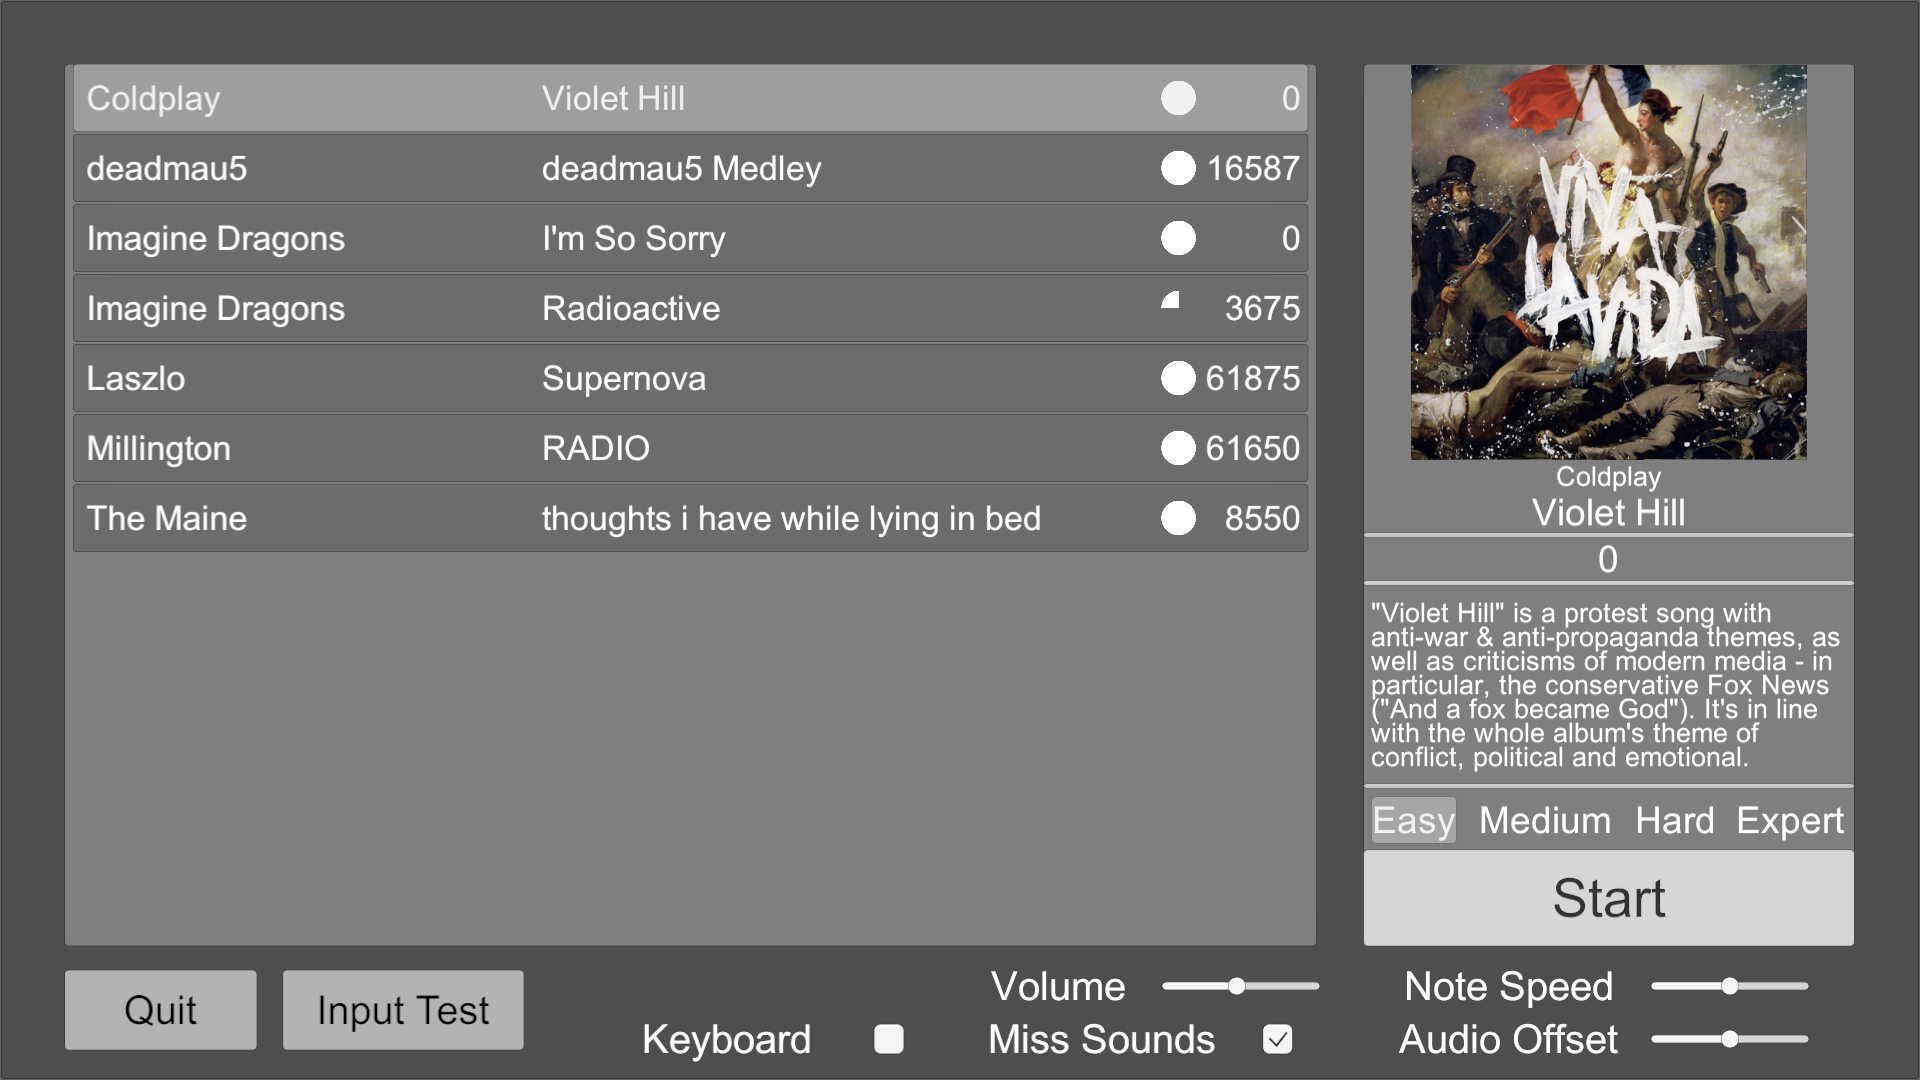 Coldplay Violet Hill 0
deadmau5 deadmau5 Medley 16587
Imagine Dragons I'm So Sorry 0
Imagine Dragons Radioactive 3675
Laszlo Supernova 61875
Millington RADIO 61650
The Maine thoughts i have while lying in bed 8550
VIVA
LA VIDA
Coldplay
Violet Hill
0
"Violet Hill" is a protest song with
anti-war & anti-propaganda themes, as
well as criticisms of modern media - in
particular, the conservative Fox News
("And a fox became God"). It's in line
with the whole album's theme of
conflict, political and emotional.
Easy Medium Hard Expert
Start
Quit Input Test
Volume Note Speed
Keyboard Miss Sounds Audio Offset